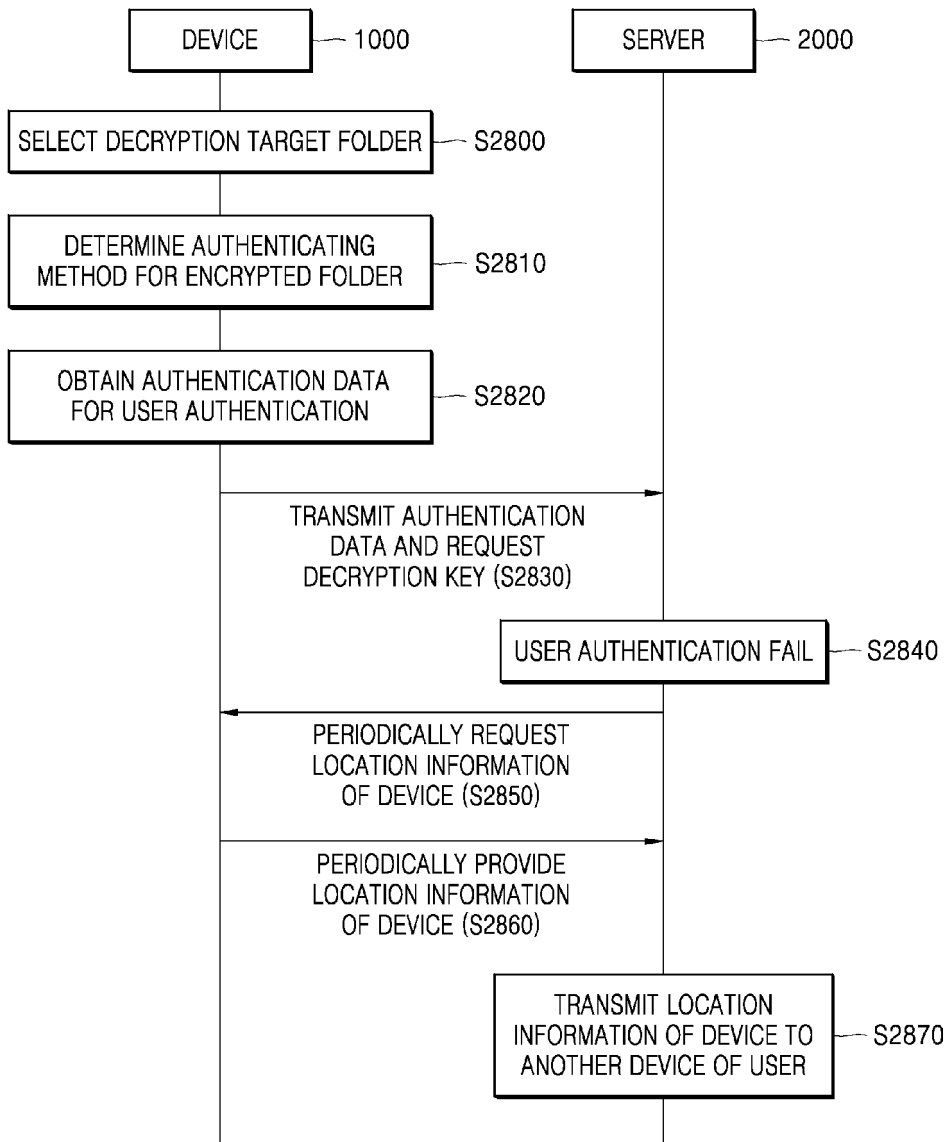 DEVICE
1000
SERVER
2000
SELECT DECRYPTION TARGET FOLDER
S2800
DETERMINE AUTHENTICATING
METHOD FOR ENCRYPTED FOLDER
S2810
OBTAIN AUTHENTICATION DATA
FOR USER AUTHENTICATION
S2820
TRANSMIT AUTHENTICATION
DATA AND REQUEST
DECRYPTION KEY (S2830)
USER AUTHENTICATION FAIL
S2840
PERIODICALLY REQUEST
LOCATION INFORMATION
OF DEVICE (S2850)
PERIODICALLY PROVIDE
LOCATION INFORMATION
OF DEVICE (S2860)
TRANSMIT LOCATION
INFORMATION OF DEVICE TO
ANOTHER DEVICE OF USER
S2870